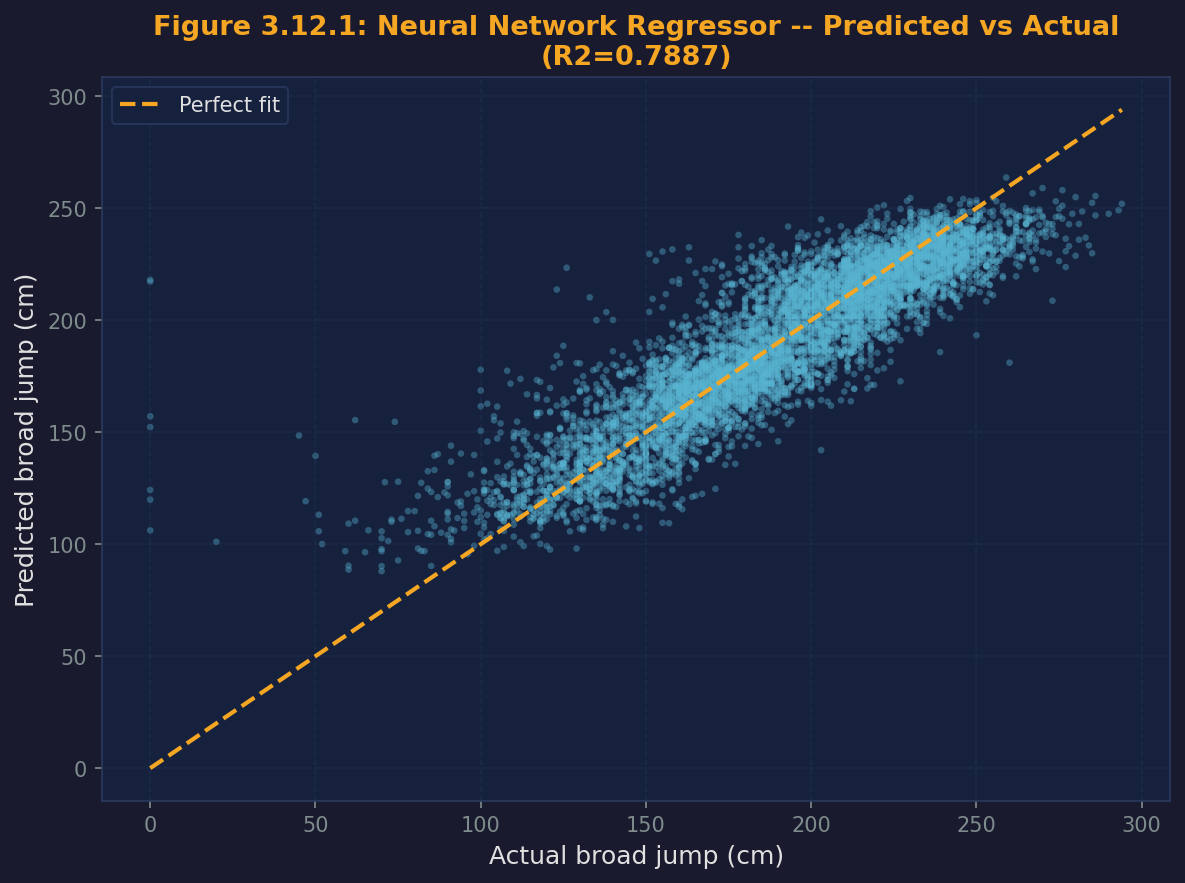 Figure 3.12.1: Neural Network Regressor -- Predicted vs Actual
(R2=0.7887)
Perfect fit
Predicted broad jump (cm)
300
250
200
150
100
50
0
0 50 100 150 200 250 300
Actual broad jump (cm)